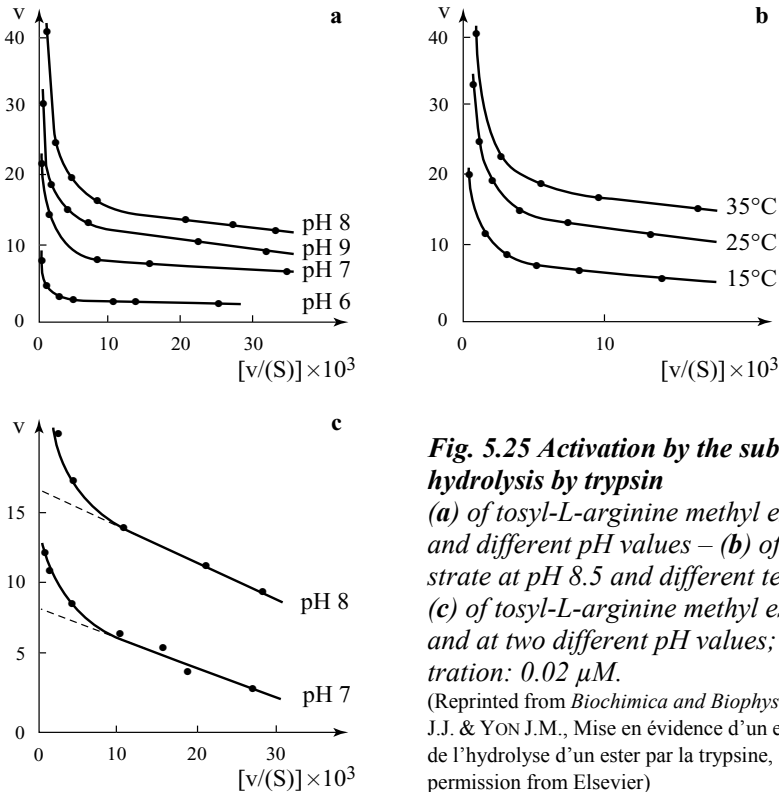 v
a
40
30
20
10
0
pH 8
pH 9
pH 7
pH 6
0 10 20 30
[v/(S)] ×10³
v
b
40
30
20
10
0
35°C
25°C
15°C
0 10
[v/(S)] ×10³
v
c
15
10
5
0
pH 8
pH 7
0 10 20 30
[v/(S)] ×10³
Fig. 5.25 Activation by the sub
hydrolysis by trypsin
(a) of tosyl-L-arginine methyl e
and different pH values – (b) of
strate at pH 8.5 and different te
(c) of tosyl-L-arginine methyl es
and at two different pH values;
tration: 0.02 µM.
(Reprinted from Biochimica and Biophys
J.J. & YON J.M., Mise en évidence d’un e
de l’hydrolyse d’un ester par la trypsine,
permission from Elsevier)